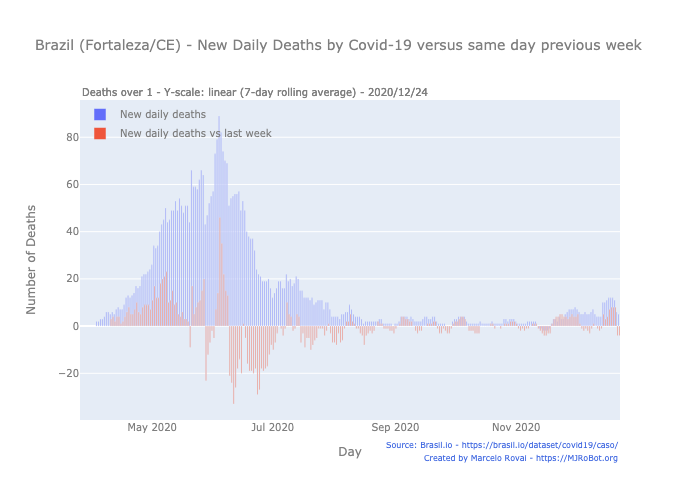 Brazil (Fortaleza/CE) - New Daily Deaths by Covid-19 versus same day previous week
Deaths over 1 - Y-scale: linear (7-day rolling average) - 2020/12/24
New daily deaths
New daily deaths vs last week
80
60
40
20
0
−20
Number of Deaths
May 2020
Jul 2020
Sep 2020
Nov 2020
Day
Source: Brasil.io - https://brasil.io/dataset/covid19/caso/
Created by Marcelo Rovai - https://MJRoBot.org